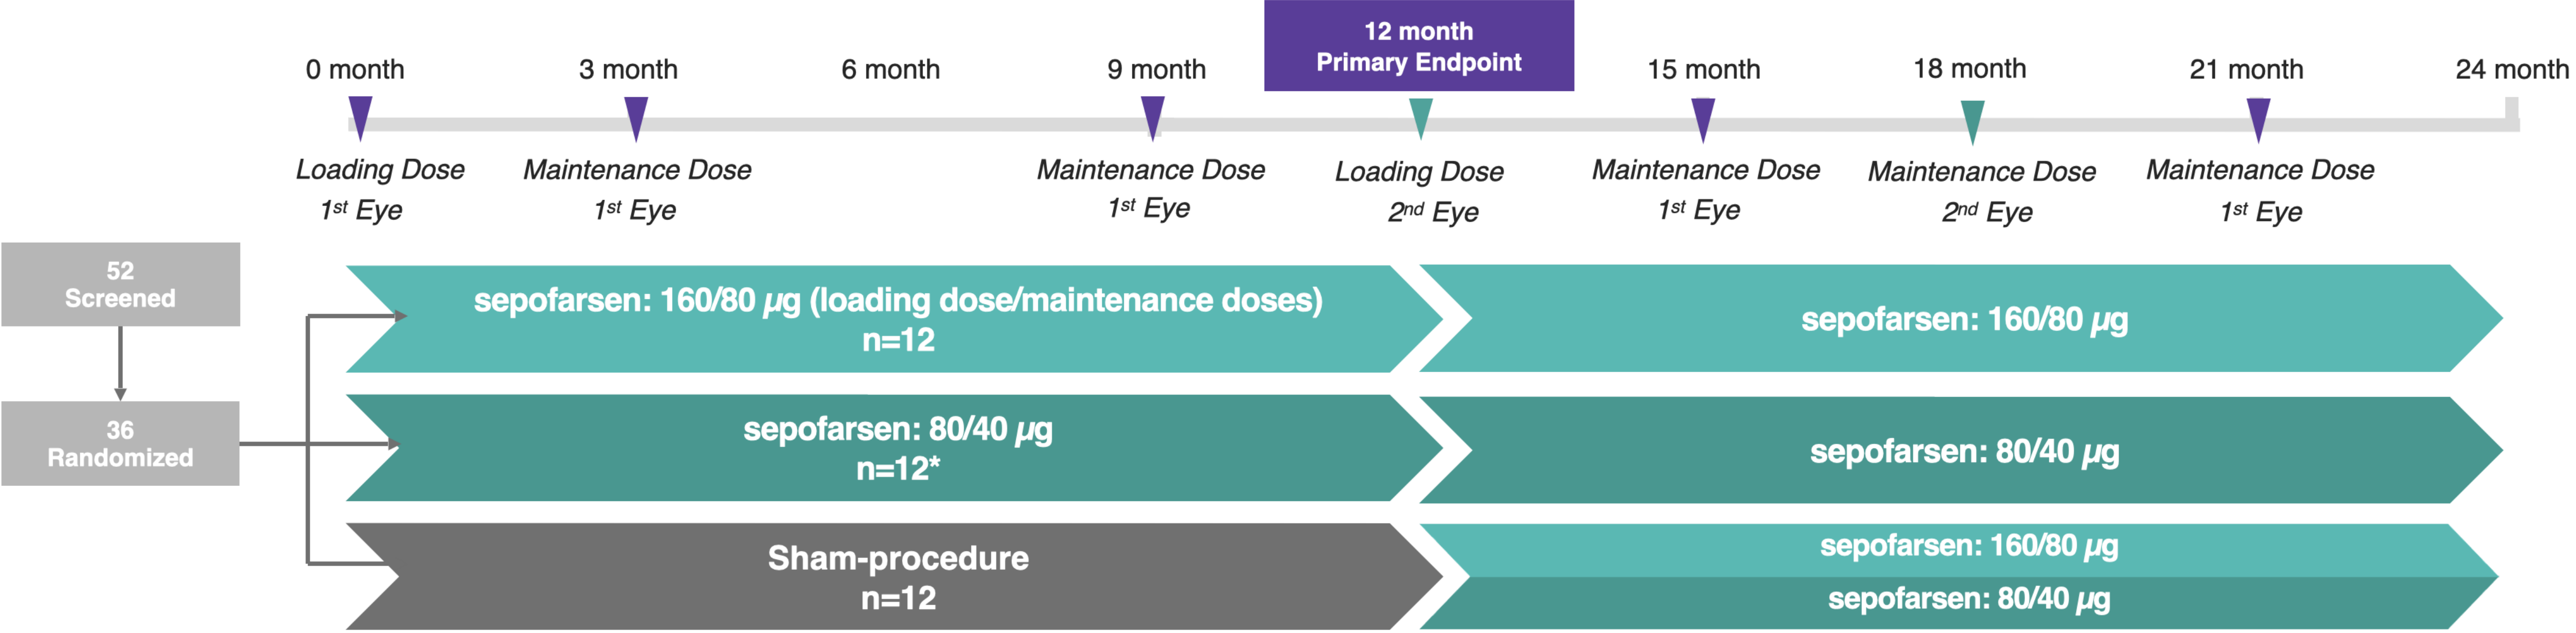 12 month
Primary Endpoint
0 month
3 month
6 month
9 month
15 month
18 month
21 month
24 month
Loading Dose
1st Eye
Maintenance Dose
1st Eye
Maintenance Dose
1st Eye
Loading Dose
2nd Eye
Maintenance Dose
1st Eye
Maintenance Dose
2nd Eye
Maintenance Dose
1st Eye
52
Screened
36
Randomized
sepofarsen: 160/80 µg (loading dose/maintenance doses)
n=12
sepofarsen: 160/80 µg
sepofarsen: 80/40 µg
n=12*
sepofarsen: 80/40 µg
Sham-procedure
n=12
sepofarsen: 160/80 µg
sepofarsen: 80/40 µg